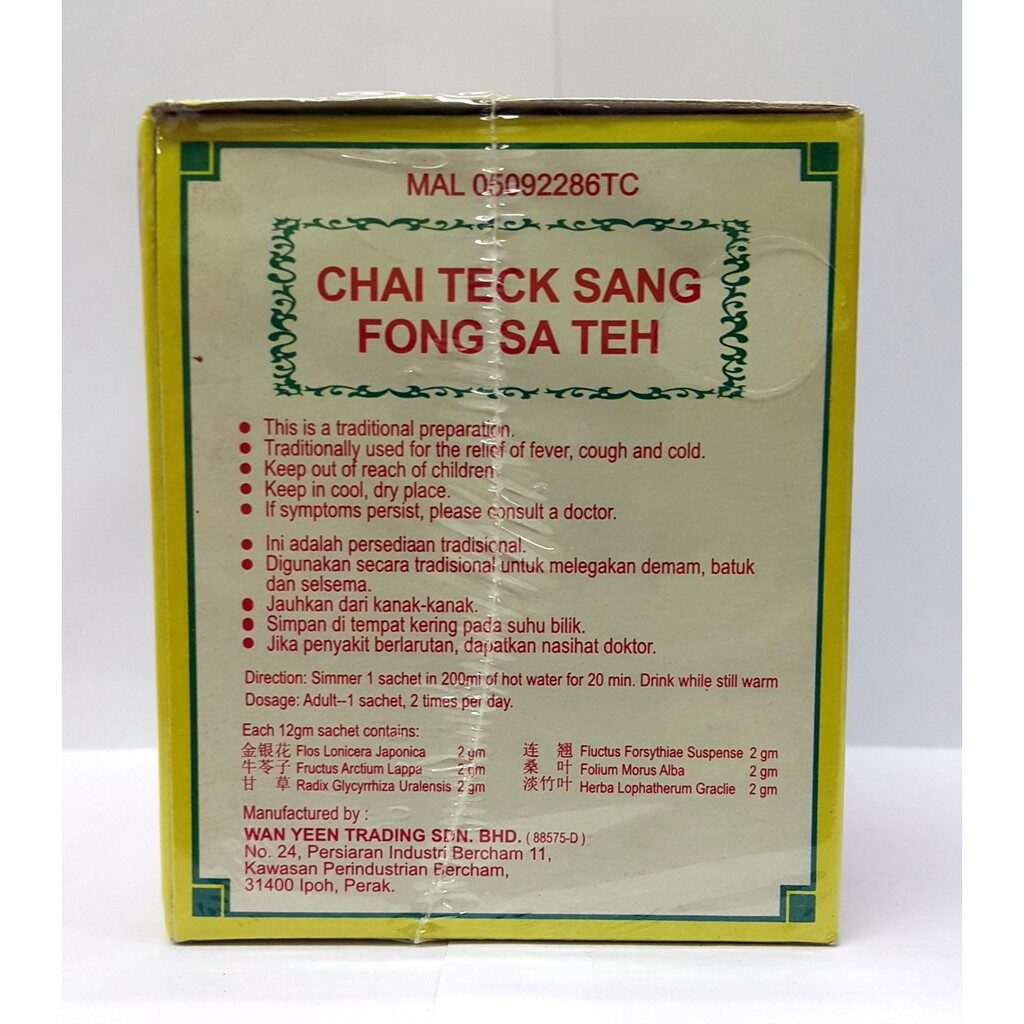 MAL 05092286TC
CHAI TECK SANG
FONG SA TEH
● This is a traditional preparation.
● Traditionally used for the relief of fever, cough and cold.
● Keep out of reach of children.
● Keep in cool, dry place.
● If symptoms persist, please consult a doctor.
● Ini adalah persediaan tradisional.
● Digunakan secara tradisional untuk melegakan demam, batuk
dan selsema.
● Jauhkan dari kanak-kanak.
● Simpan di tempat kering pada suhu bilik.
● Jika penyakit berlarutan, dapatkan nasihat doktor.
Direction: Simmer 1 sachet in 200ml of hot water for 20 min. Drink while still warm
Dosage: Adult--1 sachet, 2 times per day.
Each 12gm sachet contains:
金银花 Flos Lonicera Japonica 2 gm 连翘 Fluctus Forsythiae Suspense 2 gm
牛苓子 Fructus Arctium Lappa 2 gm 桑叶 Folium Morus Alba 2 gm
甘草 Radix Glycyrrhiza Uralensis 2 gm 淡竹叶 Herba Lophatherum Graclie 2 gm
Manufactured by :
WAN YEEN TRADING SDN. BHD. ( 88575-D )
No. 24, Persiaran Industri Bercham 11,
Kawasan Perindustrian Bercham,
31400 Ipoh, Perak.